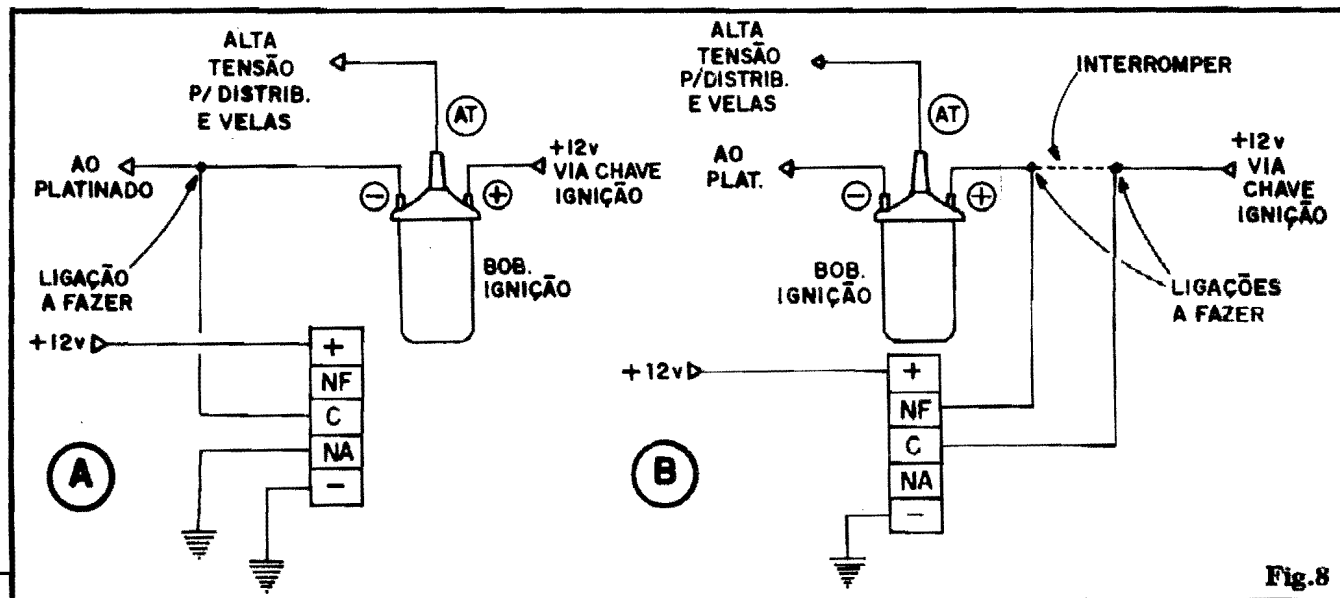 ALTA
TENSÃO
P/ DISTRIB.
E VELAS
AT
AO
PLATINADO
+12v
VIA CHAVE
IGNIÇÃO
−
+
LIGAÇÃO
A FAZER
BOB.
IGNIÇÃO
+12v
+
NF
C
NA
−
A
ALTA
TENSÃO
P/DISTRIB.
E VELAS
INTERROMPER
AT
AO
PLAT.
+12v
VIA
CHAVE
IGNIÇÃO
−
+
BOB.
IGNIÇÃO
LIGAÇÕES
A FAZER
+12v
+
NF
C
NA
−
B
Fig.8